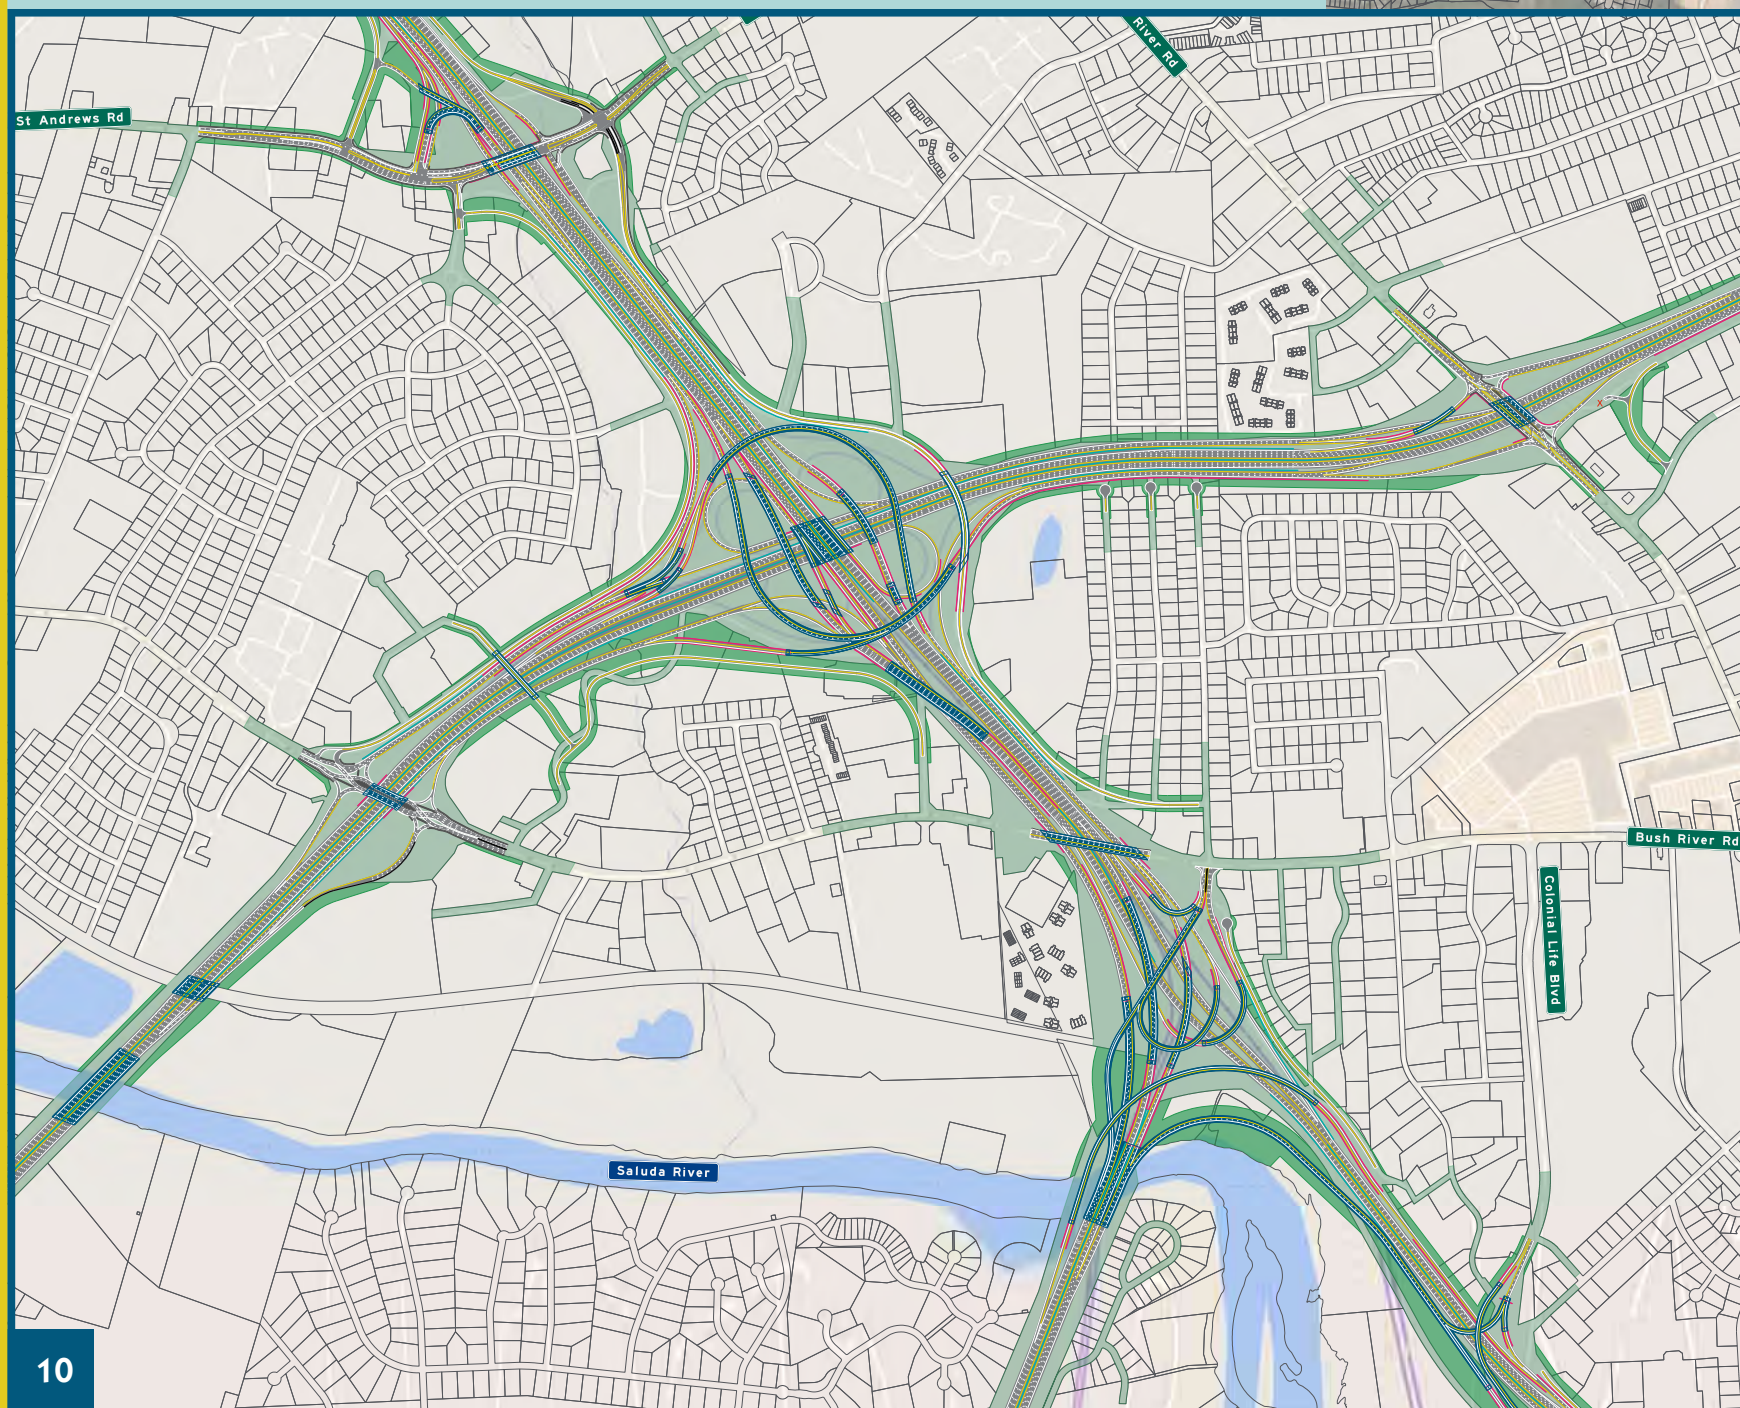 River Rd
St Andrews Rd
x
Bush River Rd
Colonial Life Blvd
Saluda River
10